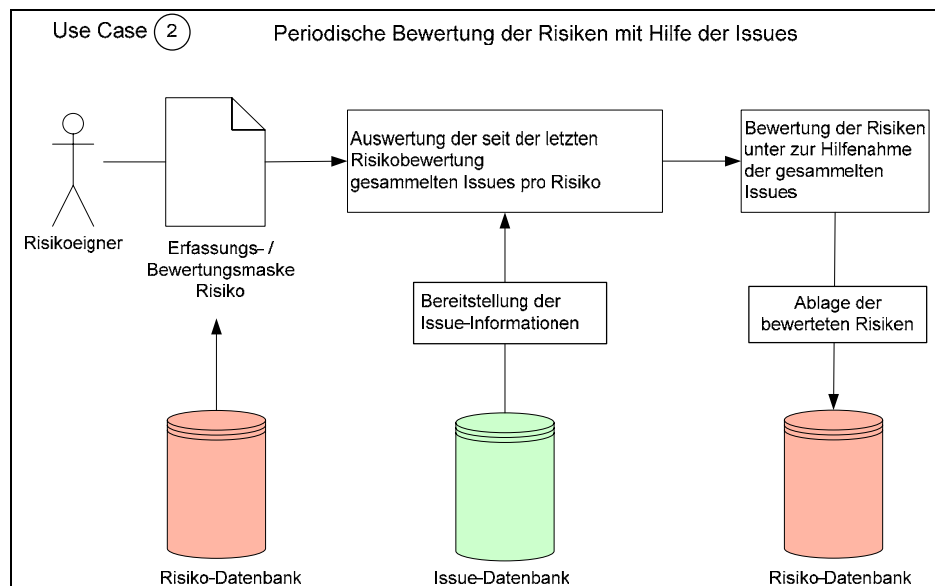 Use Case 2 Periodische Bewertung der Risiken mit Hilfe der Issues
Risikoeigner
Erfassungs- /
Bewertungsmaske
Risiko
Auswertung der seit der letzten
Risikobewertung
gesammelten Issues pro Risiko
Bewertung der Risiken
unter zur Hilfenahme
der gesammelten
Issues
Bereitstellung der
Issue-Informationen
Ablage der
bewerteten Risiken
Risiko-Datenbank
Issue-Datenbank
Risiko-Datenbank